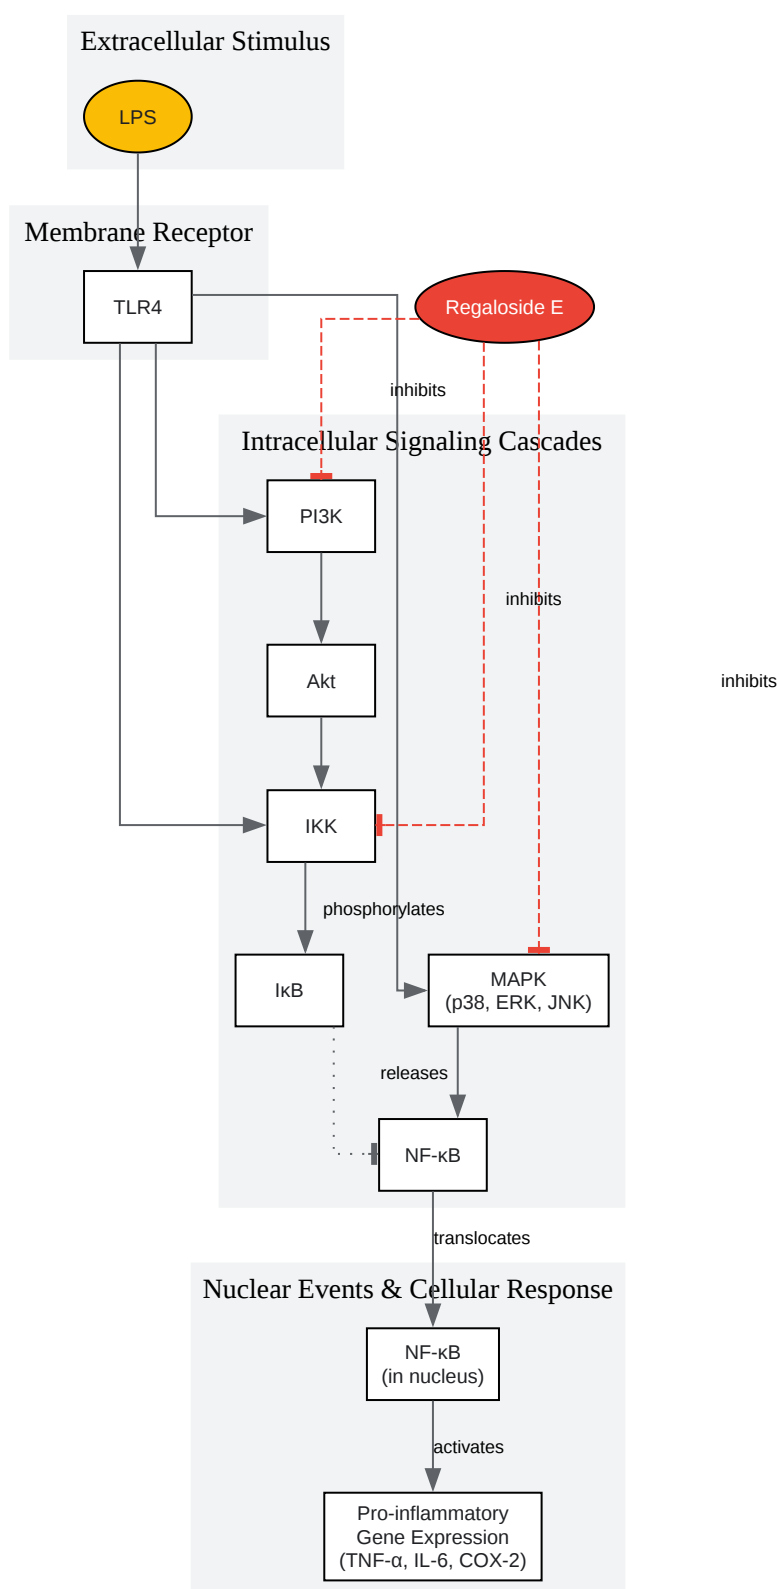 Extracellular Stimulus
LPS
Membrane Receptor
TLR4
Regaloside E
inhibits
Intracellular Signaling Cascades
PI3K
inhibits
Akt
inhibits
IKK
phosphorylates
IκB
MAPK
(p38, ERK, JNK)
releases
NF-κB
translocates
Nuclear Events & Cellular Response
NF-κB
(in nucleus)
activates
Pro-inflammatory
Gene Expression
(TNF-α, IL-6, COX-2)